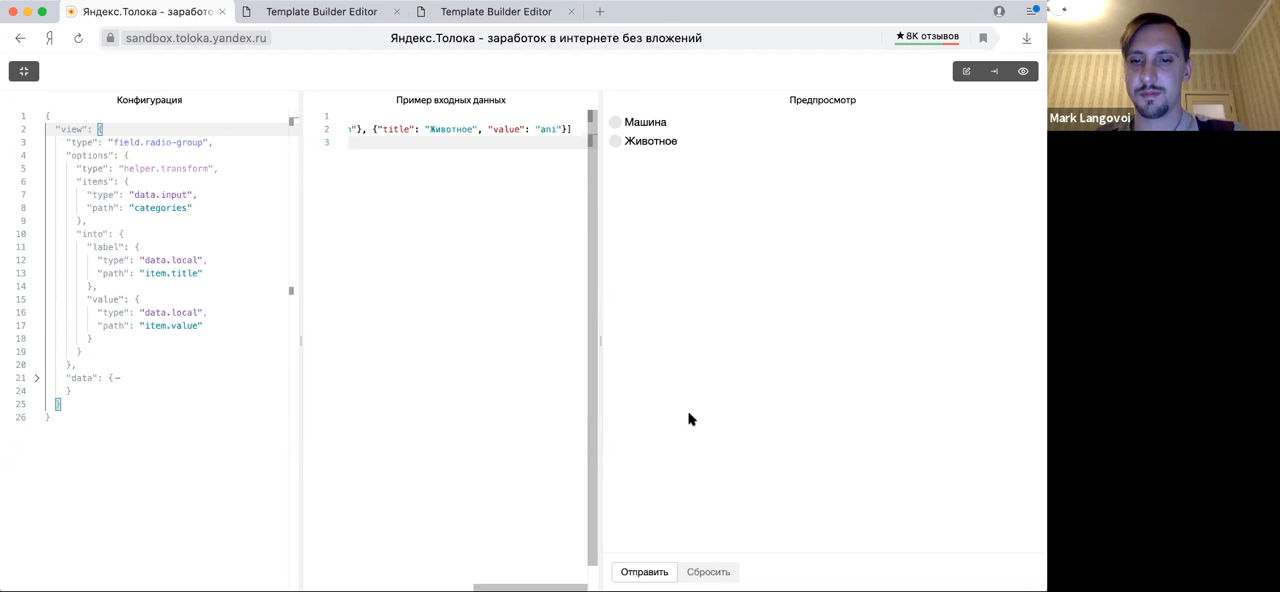 Яндекс.Толока - заработо
Template Builder Editor
Template Builder Editor
sandbox.toloka.yandex.ru
Яндекс.Толока - заработок в интернете без вложений
★8K отзывов
Mark Langovoi
Конфигурация
1 {
2 "view": {
3 "type": "field.radio-group",
4 "options": {
5 "type": "helper.transform",
6 "items": {
7 "type": "data.input",
8 "path": "categories"
9 },
10 "into": {
11 "label": {
12 "type": "data.local",
13 "path": "item.title"
14 },
15 "value": {
16 "type": "data.local",
17 "path": "item.value"
18 }
19 }
20 },
21 "data": {
24 }
25 }
26 }
Пример входных данных
1
2 "}, {"title": "Животное", "value": "ani"}]
3
Предпросмотр
Машина
Животное
Отправить
Сбросить